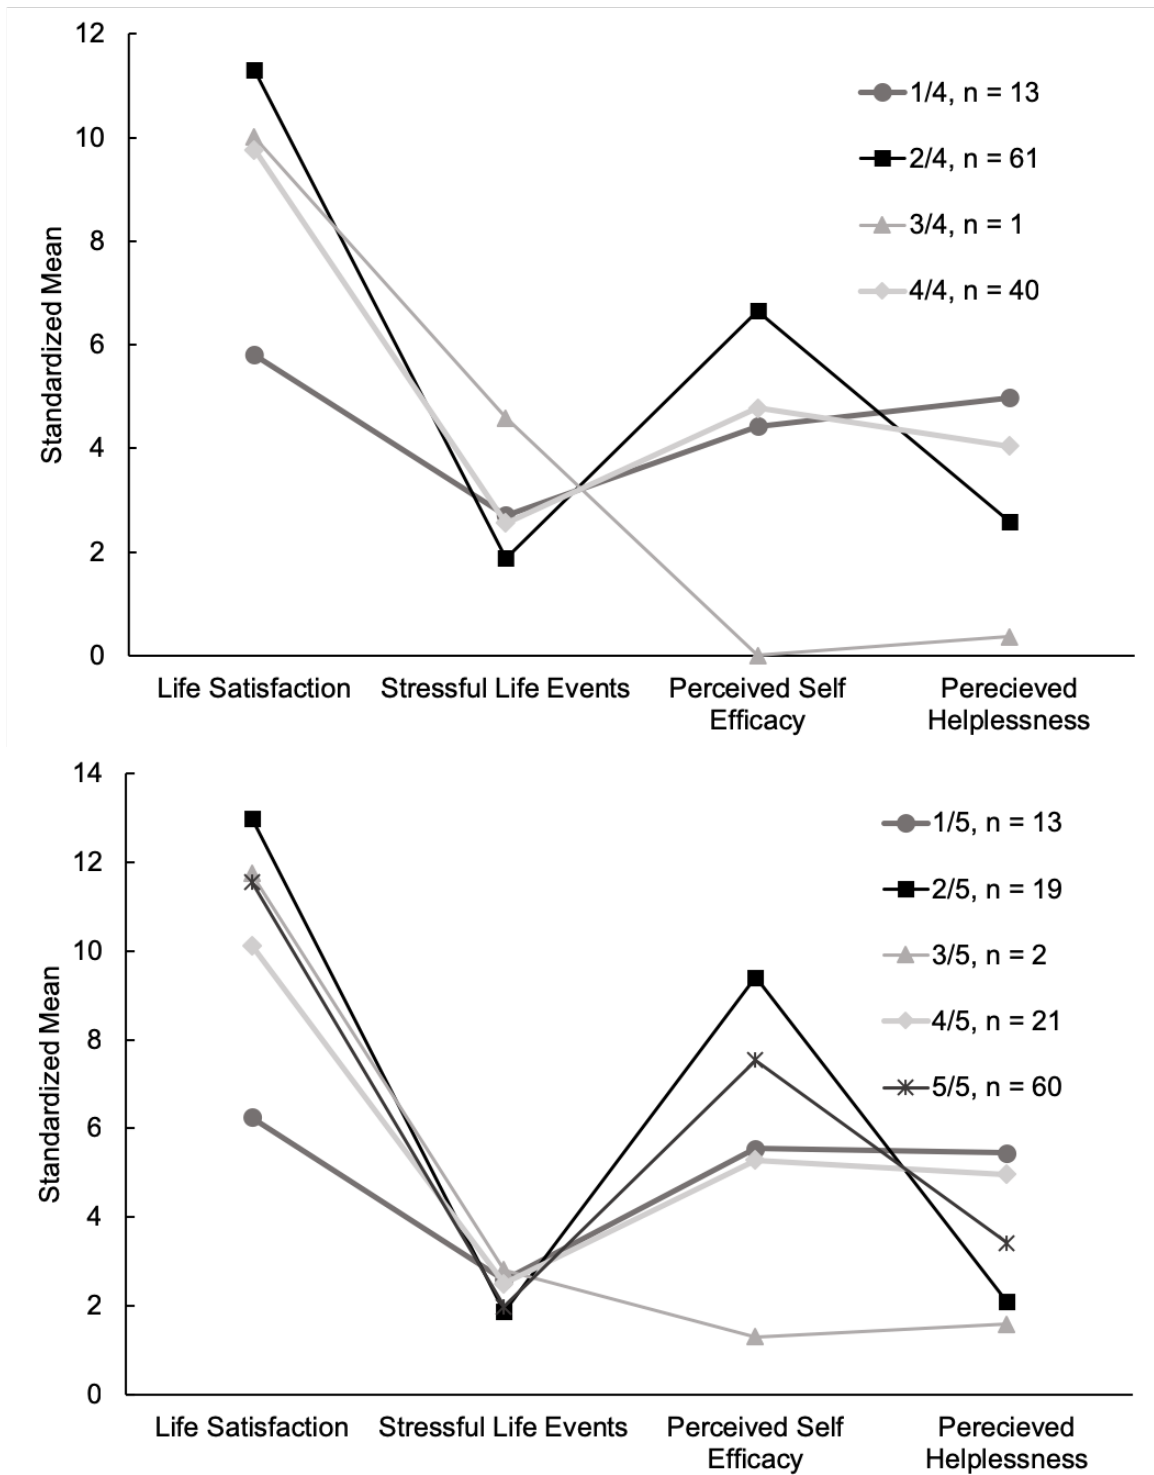 12
10
8
6
4
2
0
Standardized Mean
1/4, n = 13
2/4, n = 61
3/4, n = 1
4/4, n = 40
Life Satisfaction
Stressful Life Events
Perceived Self
Efficacy
Perecieved
Helplessness
14
12
10
8
6
4
2
0
Standardized Mean
1/5, n = 13
2/5, n = 19
3/5, n = 2
4/5, n = 21
5/5, n = 60
Life Satisfaction
Stressful Life Events
Perceived Self
Efficacy
Perecieved
Helplessness